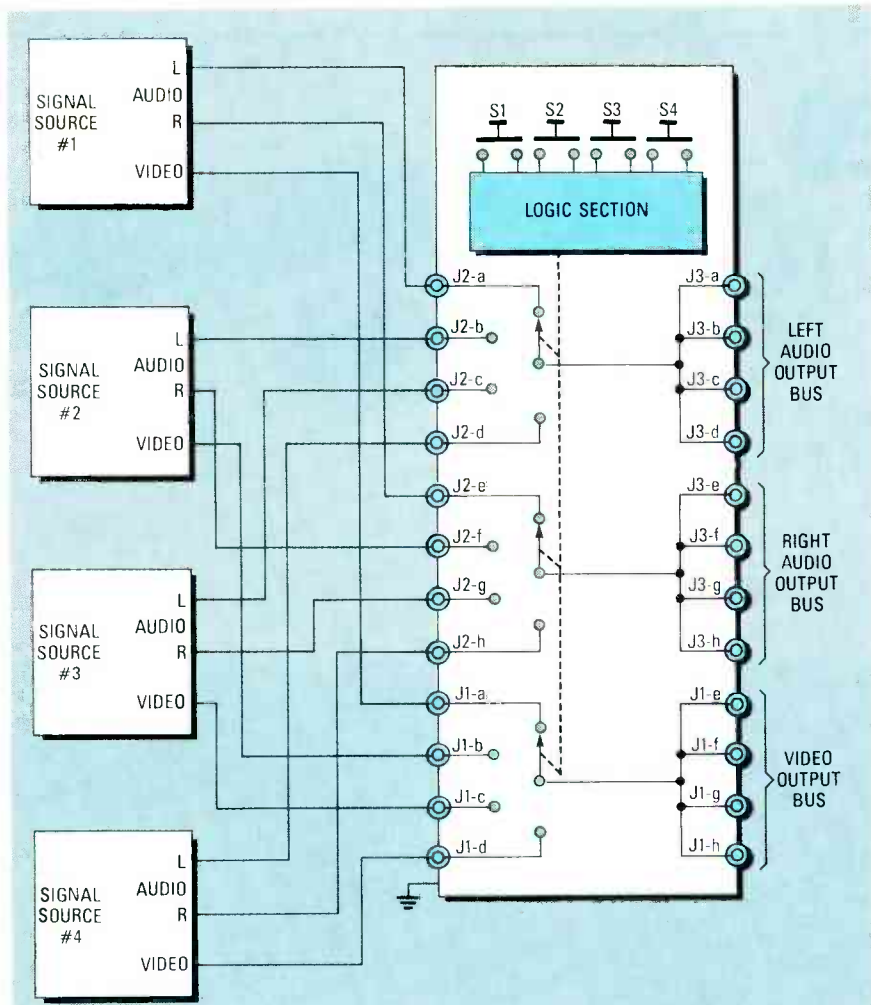 SIGNAL
SOURCE
#1
L
AUDIO
R
VIDEO
SIGNAL
SOURCE
#2
L
AUDIO
R
VIDEO
SIGNAL
SOURCE
#3
L
AUDIO
R
VIDEO
SIGNAL
SOURCE
#4
L
AUDIO
R
VIDEO
S1 S2 S3 S4
LOGIC SECTION
J2-a
J2-b
J2-c
J2-d
J2-e
J2-f
J2-g
J2-h
J1-a
J1-b
J1-c
J1-d
J3-a
J3-b
J3-c
J3-d
LEFT
AUDIO
OUTPUT
BUS
J3-e
J3-f
J3-g
J3-h
RIGHT
AUDIO
OUTPUT
BUS
J1-e
J1-f
J1-g
J1-h
VIDEO
OUTPUT
BUS